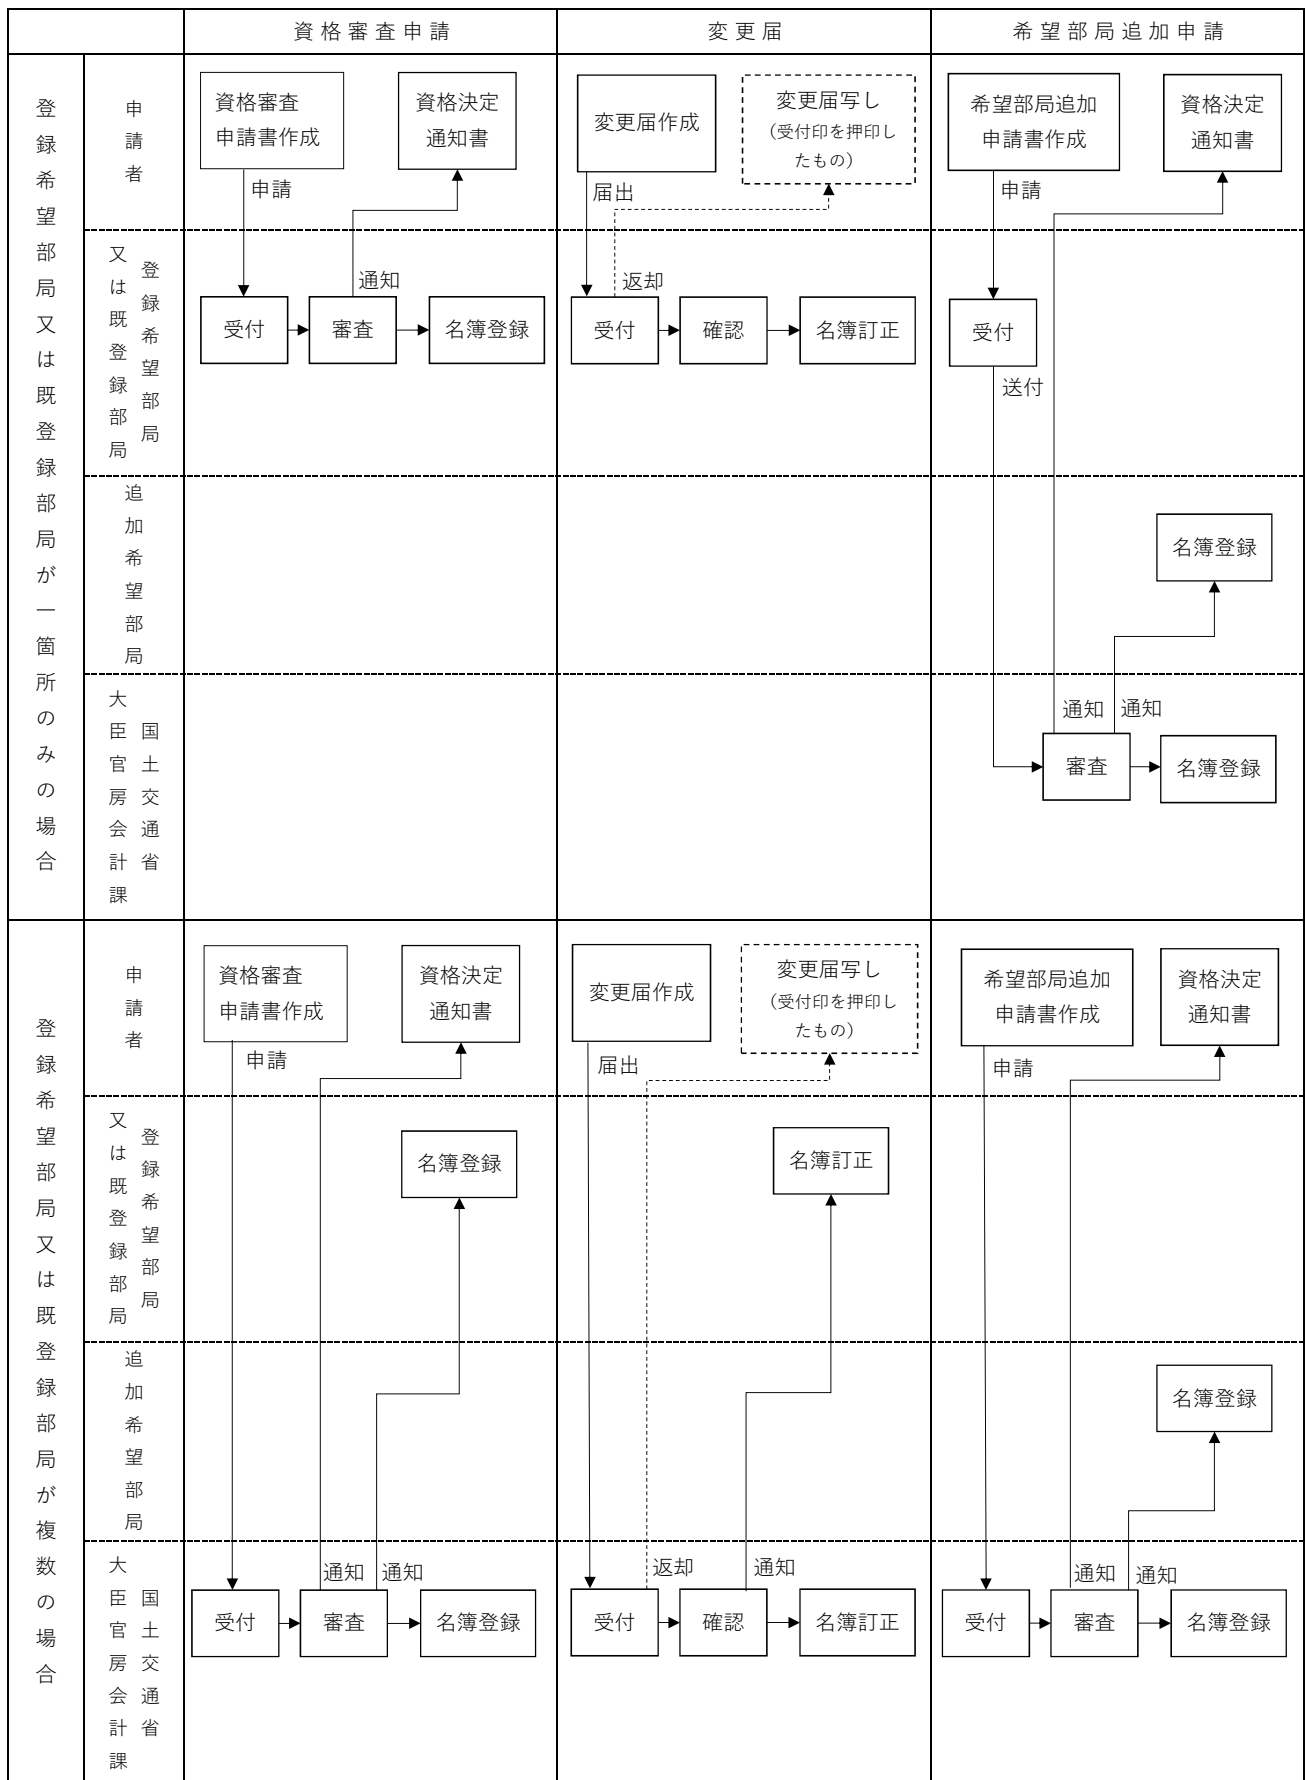 資格審査申請
変更届
希望部局追加申請
登録希望部局又は既登録部局が一箇所のみの場合
申請者
資格審査
申請書作成
資格決定
通知書
申請
変更届作成
変更届写し
（受付印を押印し
たもの）
届出
希望部局追加
申請書作成
資格決定
通知書
申請
登録希望部局
又は既登録部局
通知
受付
審査
名簿登録
返却
受付
確認
名簿訂正
受付
送付
追加希望部局
名簿登録
国土交通省
大臣官房会計課
通知
通知
審査
名簿登録
登録希望部局又は既登録部局が複数の場合
申請者
資格審査
申請書作成
資格決定
通知書
申請
変更届作成
変更届写し
（受付印を押印し
たもの）
届出
希望部局追加
申請書作成
資格決定
通知書
申請
登録希望部局
又は既登録部局
名簿登録
名簿訂正
追加希望部局
名簿登録
国土交通省
大臣官房会計課
通知
通知
受付
審査
名簿登録
返却
通知
受付
確認
名簿訂正
通知
通知
受付
審査
名簿登録